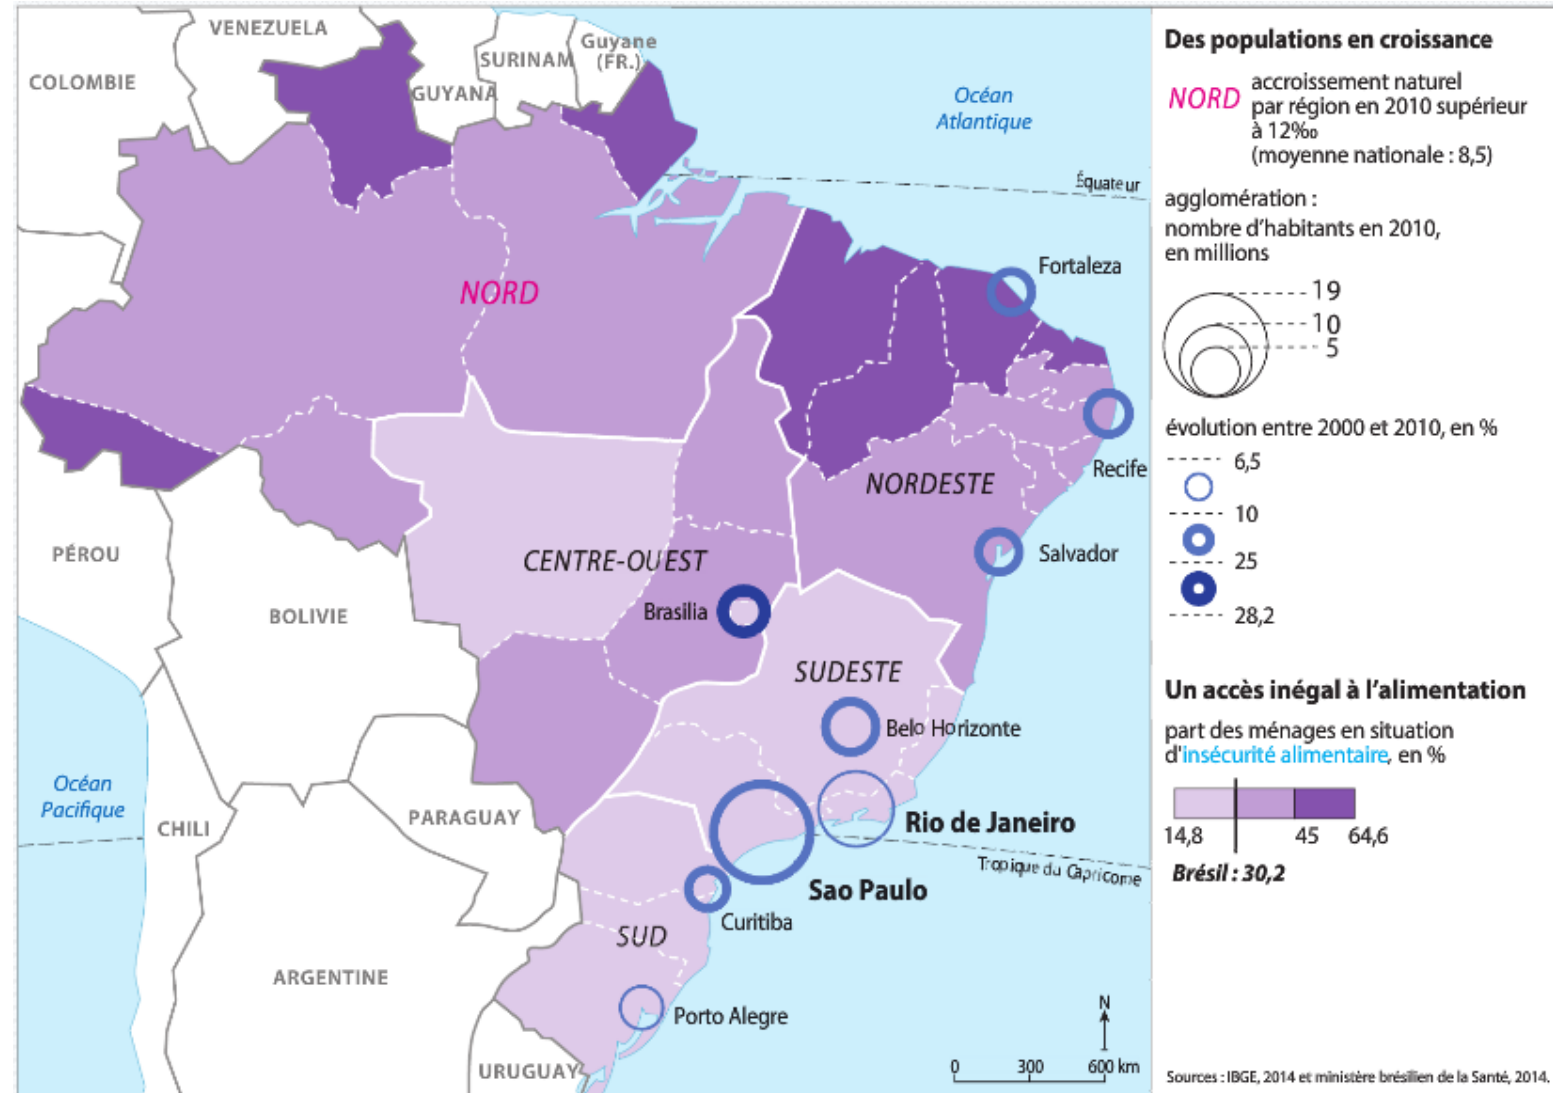 VENEZUELA
COLOMBIE
GUYANA
SURINAM
Guyane
(FR.)
Océan
Atlantique
Équateur
NORD
Fortaleza
Recife
NORDESTE
Salvador
PÉROU
CENTRE-OUEST
BOLIVIE
Brasilia
SUDESTE
Belo Horizonte
Océan
Pacifique
CHILI
PARAGUAY
Rio de Janeiro
Tropique du Capricorne
Sao Paulo
Curitiba
SUD
ARGENTINE
Porto Alegre
URUGUAY
N
0 300 600 km
Des populations en croissance
NORD
accroissement naturel
par région en 2010 supérieur
à 12‰
(moyenne nationale : 8,5)
agglomération :
nombre d'habitants en 2010,
en millions
19
10
5
évolution entre 2000 et 2010, en %
6,5
10
25
28,2
Un accès inégal à l'alimentation
part des ménages en situation
d'insécurité alimentaire, en %
14,8 45 64,6
Brésil : 30,2
Sources : IBGE, 2014 et ministère brésilien de la Santé, 2014.